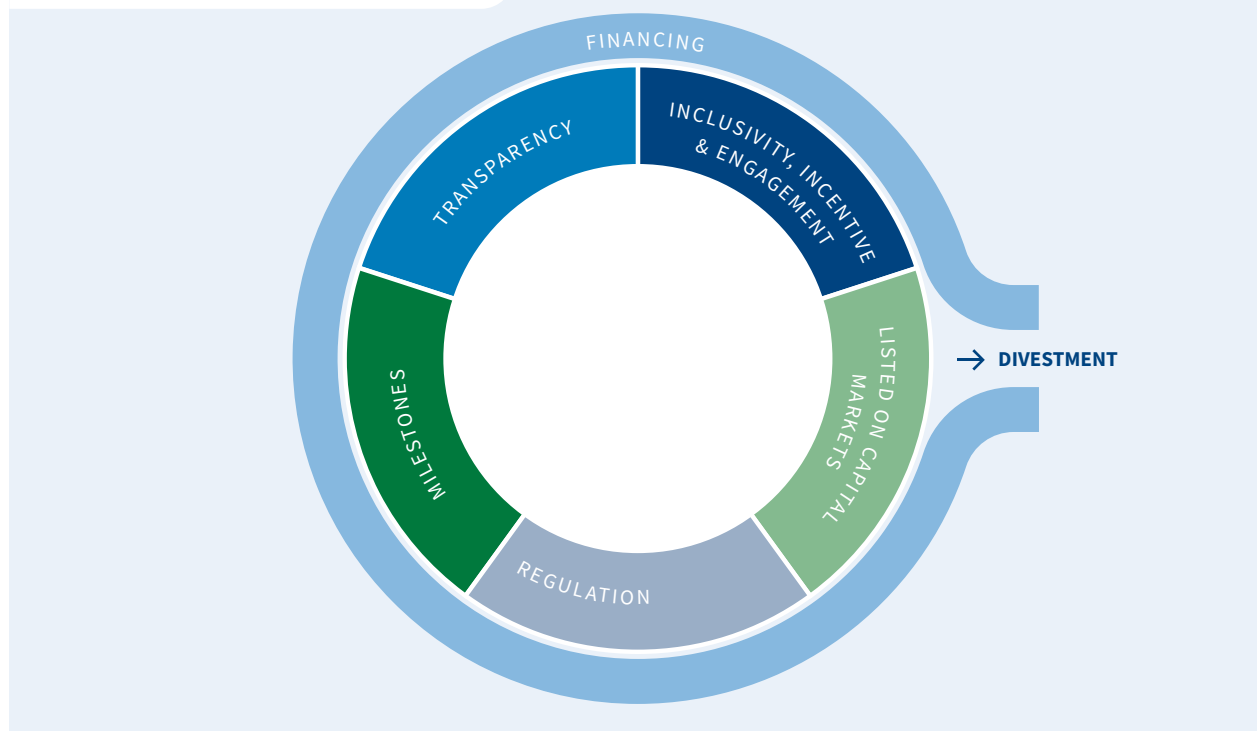 FINANCING
TRANSPARENCY
INCLUSIVITY, INCENTIVE
& ENGAGEMENT
LISTED ON CAPITAL
MARKETS
DIVESTMENT
MILESTONES
REGULATION